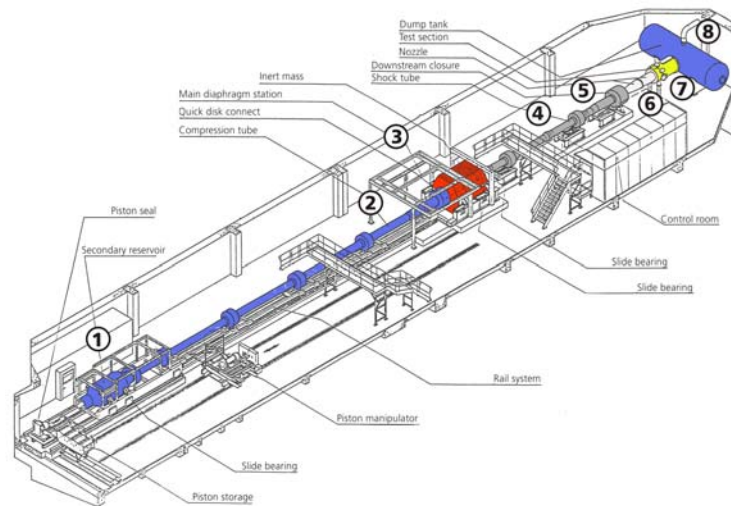 Dump tank
Test section
Nozzle
Downstream closure
Shock tube
Inert mass
Main diaphragm station
Quick disk connect
Compression tube
Piston seal
Secondary reservoir
1
2
3
4
5
6
7
8
Control room
Slide bearing
Slide bearing
Rail system
Piston manipulator
Slide bearing
Piston storage